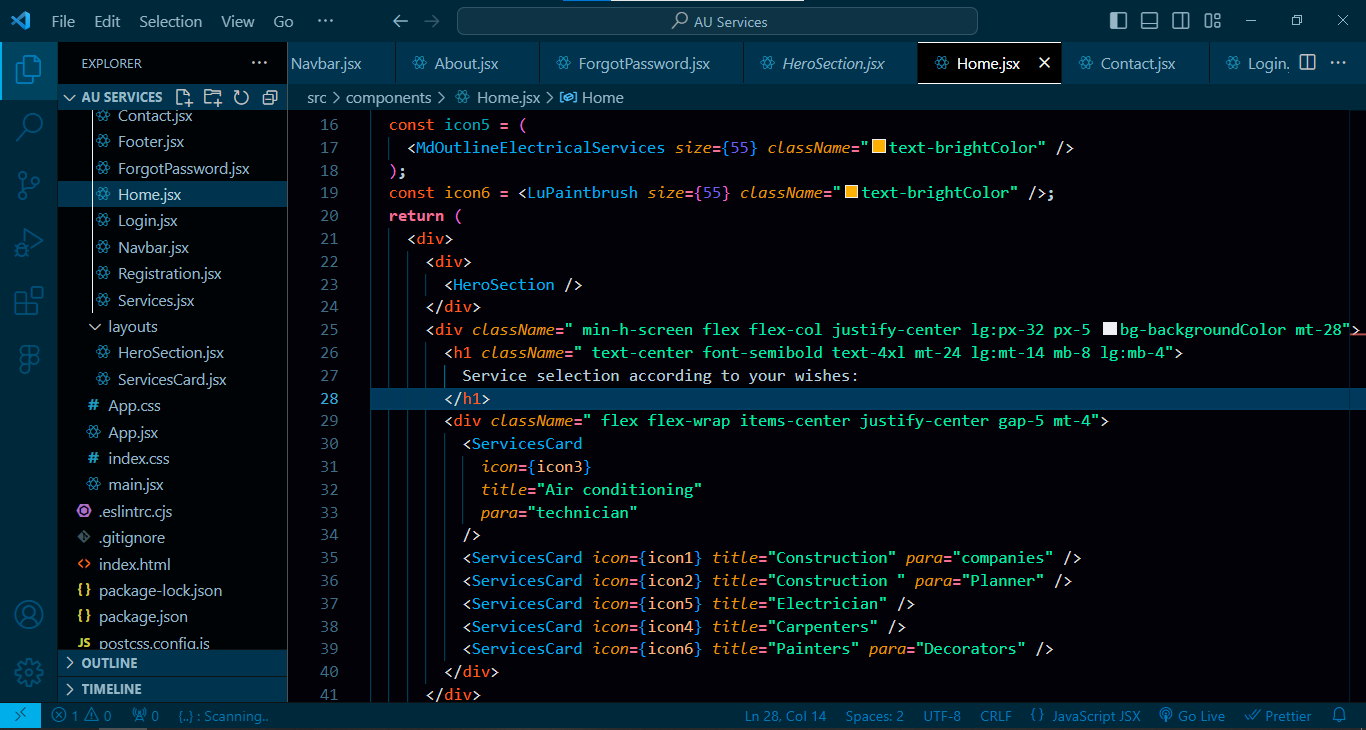 File Edit Selection View Go ··· AU Services
EXPLORER ···
Navbar.jsx About.jsx ForgotPassword.jsx HeroSection.jsx Home.jsx Contact.jsx Login. ···
AU SERVICES
src > components > Home.jsx > Home
Contact.jsx
Footer.jsx
ForgotPassword.jsx
Home.jsx
Login.jsx
Navbar.jsx
Registration.jsx
Services.jsx
layouts
HeroSection.jsx
ServicesCard.jsx
# App.css
App.jsx
# index.css
main.jsx
.eslintrc.cjs
.gitignore
<> index.html
{} package-lock.json
{} package.json
JS postcss.config.js
OUTLINE
TIMELINE
16 const icon5 = (
17 <MdOutlineElectricalServices size={55} className="text-brightColor" />
18 );
19 const icon6 = <LuPaintbrush size={55} className="text-brightColor" />;
20 return (
21 <div>
22 <div>
23 <HeroSection />
24 </div>
25 <div className=" min-h-screen flex flex-col justify-center lg:px-32 px-5 bg-backgroundColor mt-28">
26 <h1 className=" text-center font-semibold text-4xl mt-24 lg:mt-14 mb-8 lg:mb-4">
27 Service selection according to your wishes:
28 </h1>
29 <div className=" flex flex-wrap items-center justify-center gap-5 mt-4">
30 <ServicesCard
31 icon={icon3}
32 title="Air conditioning"
33 para="technician"
34 />
35 <ServicesCard icon={icon1} title="Construction" para="companies" />
36 <ServicesCard icon={icon2} title="Construction " para="Planner" />
37 <ServicesCard icon={icon5} title="Electrician" />
38 <ServicesCard icon={icon4} title="Carpenters" />
39 <ServicesCard icon={icon6} title="Painters" para="Decorators" />
40 </div>
41 </div>
1 0 0 {..} : Scanning.. Ln 28, Col 14 Spaces: 2 UTF-8 CRLF {} JavaScript JSX Go Live Prettier